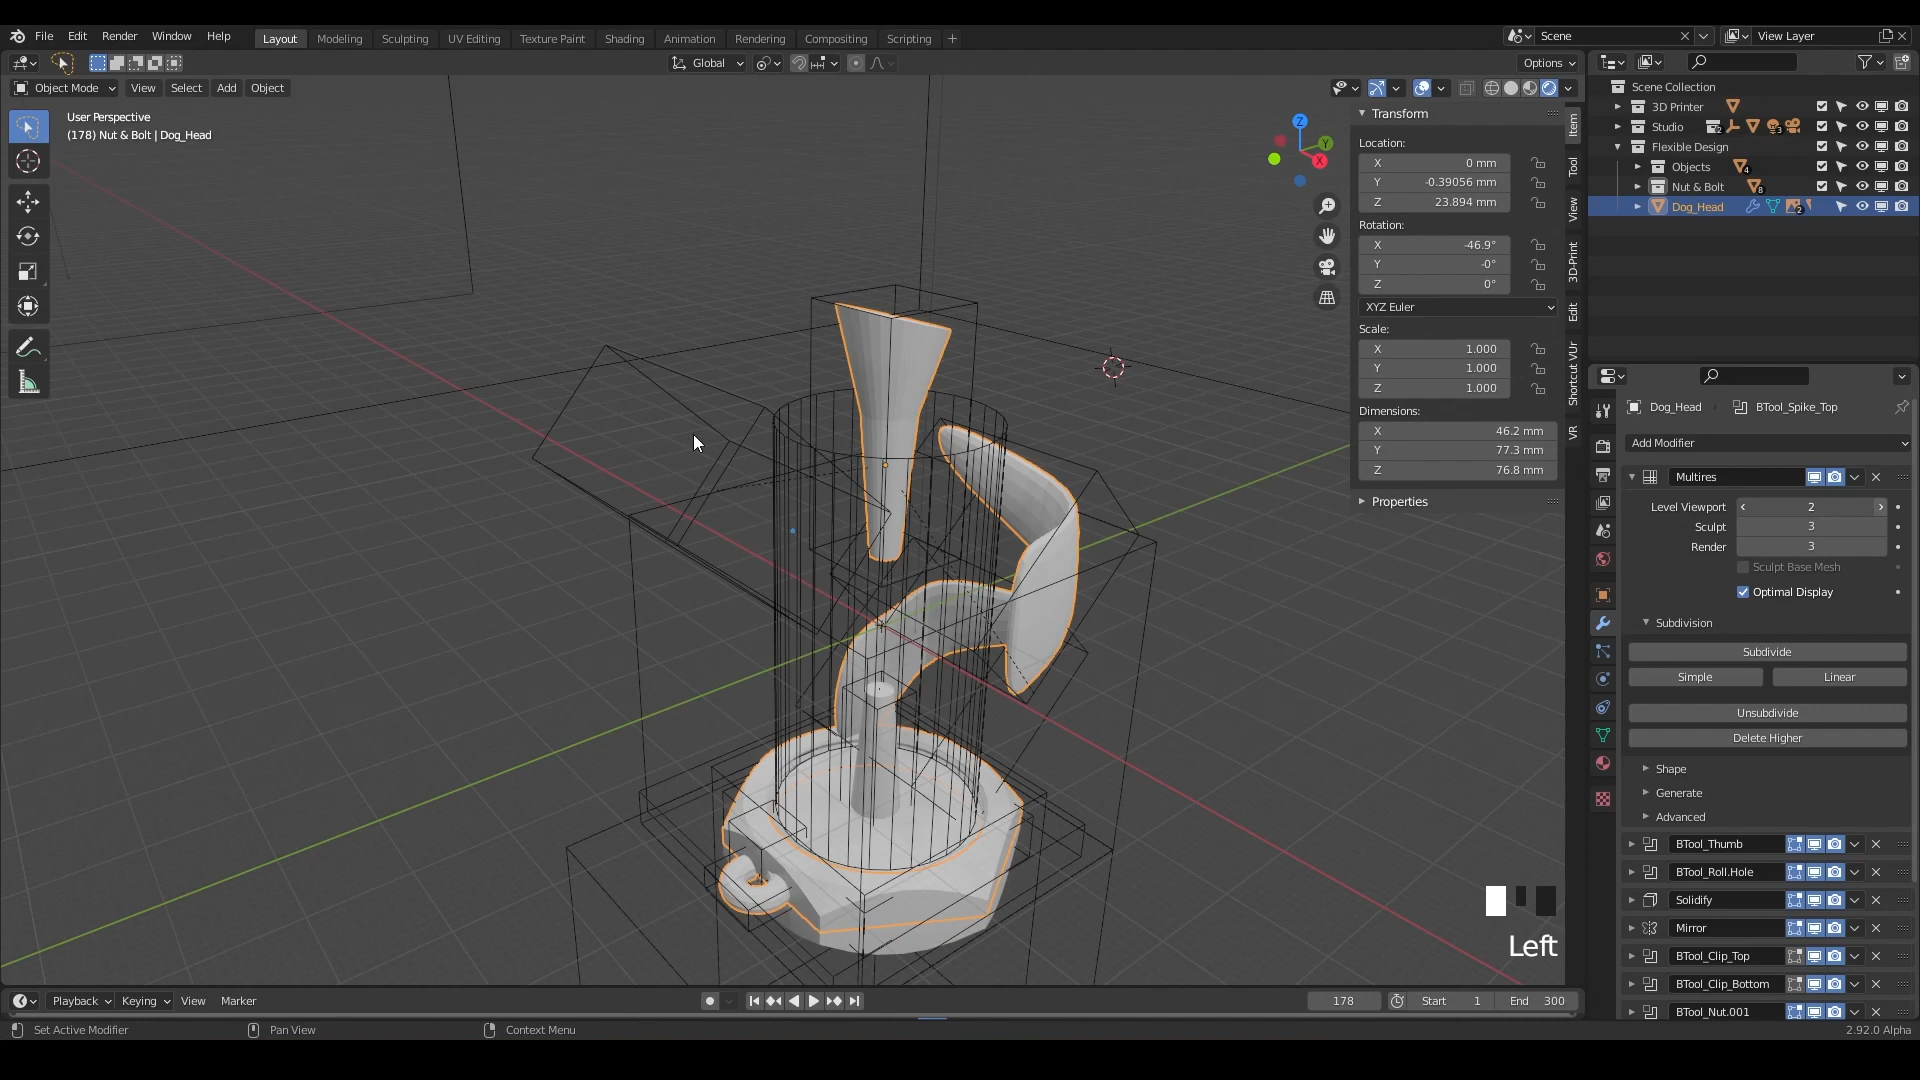 File Edit Render Window Help Layout Modeling Sculpting UV Editing Texture Paint Shading Animation Rendering Compositing Scripting + Scene View Layer
Global Options
Object Mode View Select Add Object
User Perspective
(178) Nut & Bolt | Dog_Head
Z
Y
X
Transform
Location:
X 0 mm
Y -0.39056 mm
Z 23.894 mm
Rotation:
X -46.9°
Y -0°
Z 0°
XYZ Euler
Scale:
X 1.000
Y 1.000
Z 1.000
Dimensions:
X 46.2 mm
Y 77.3 mm
Z 76.8 mm
Properties
Item
Tool
View
3D-Print
Edit
Shortcut VUr
VR
Scene Collection
3D Printer
Studio 2 3
Flexible Design
Objects 4
Nut & Bolt 8
Dog_Head 2
Dog_Head BTool_Spike_Top
Add Modifier
Multires
Level Viewport 2
Sculpt 3
Render 3
Sculpt Base Mesh
Optimal Display
Subdivision
Subdivide
Simple Linear
Unsubdivide
Delete Higher
Shape
Generate
Advanced
BTool_Thumb
BTool_Roll.Hole
Solidify
Mirror
BTool_Clip_Top
BTool_Clip_Bottom
BTool_Nut.001
Left
Playback Keying View Marker 178 Start 1 End 300
Set Active Modifier Pan View Context Menu 2.92.0 Alpha